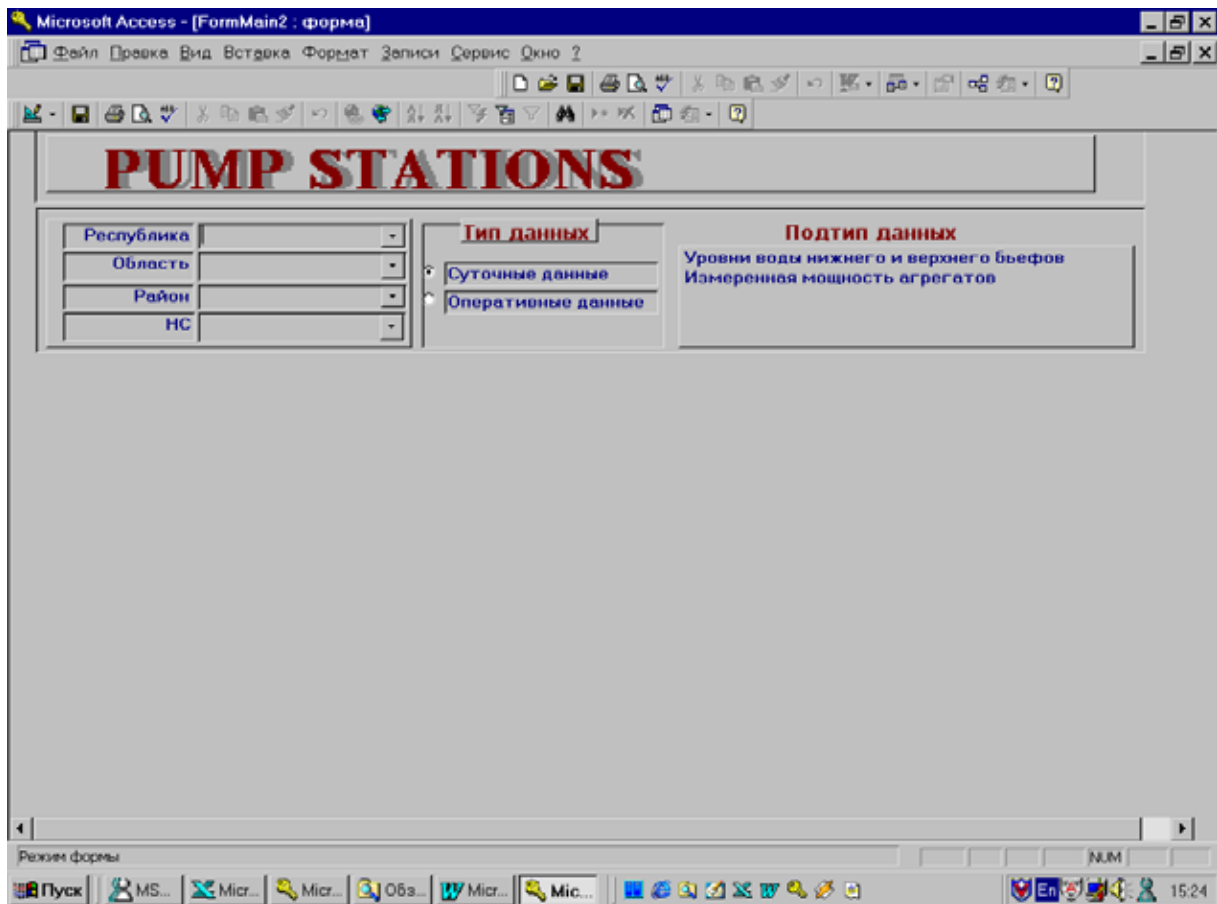 Microsoft Access - [FormMain2 : форма]
Файл Правка Вид Вставка Формат Записи Сервис Окно ?
PUMP STATIONS
Республика
Область
Район
НС
Тип данных
Суточные данные
Оперативные данные
Подтип данных
Уровни воды нижнего и верхнего бьефов
Измеренная мощность агрегатов
Режим формы
NUM
Пуск MS... Micr... Micr... Обз... Micr... Mic... En 15:24